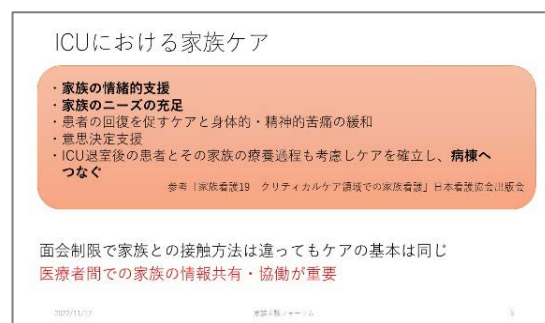 ICUにおける家族ケア
・家族の情緒的支援
・家族のニーズの充足
・患者の回復を促すケアと身体的・精神的苦痛の緩和
・意思決定支援
・ICU退室後の患者とその家族の療養過程も考慮しケアを確立し、病棟へ
つなぐ
参考「家族看護19 クリティカルケア領域での家族看護」日本看護協会出版会
面会制限で家族との接触方法は違ってもケアの基本は同じ
医療者間での家族の情報共有・協働が重要
2022/11/12